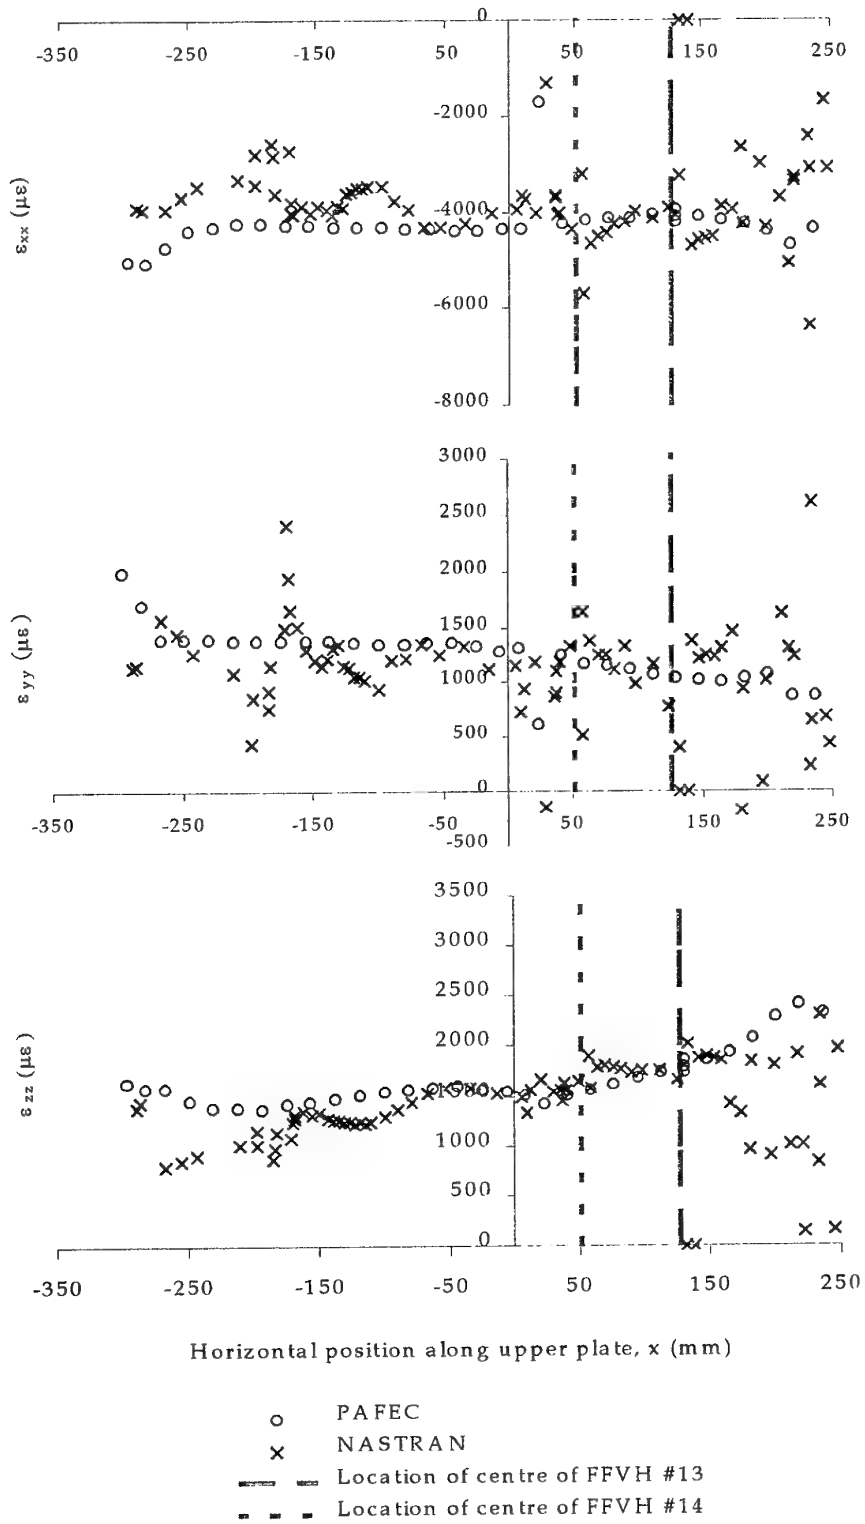 0
-350 -250 -150 -50 50 150 250
-2000
-4000
-6000
-8000
εxx (με)
3000
2500
2000
1500
1000
500
0
-350 -250 -150 -50 50 150 250
-500
εyy (με)
3500
3000
2500
2000
1500
1000
500
0
-350 -250 -150 -50 50 150 250
εzz (με)
Horizontal position along upper plate, x (mm)
PAFEC
NASTRAN
Location of centre of FFVH #13
Location of centre of FFVH #14